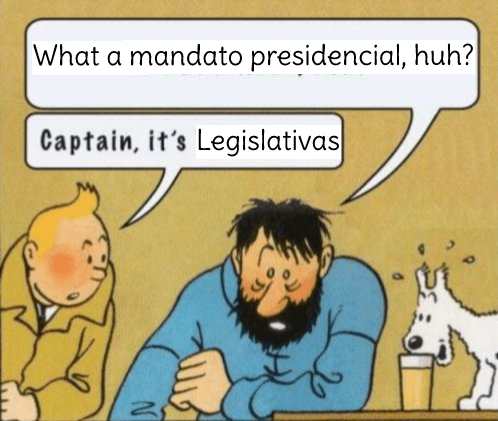 What a mandato presidencial, huh?
Captain, it's Legislativas